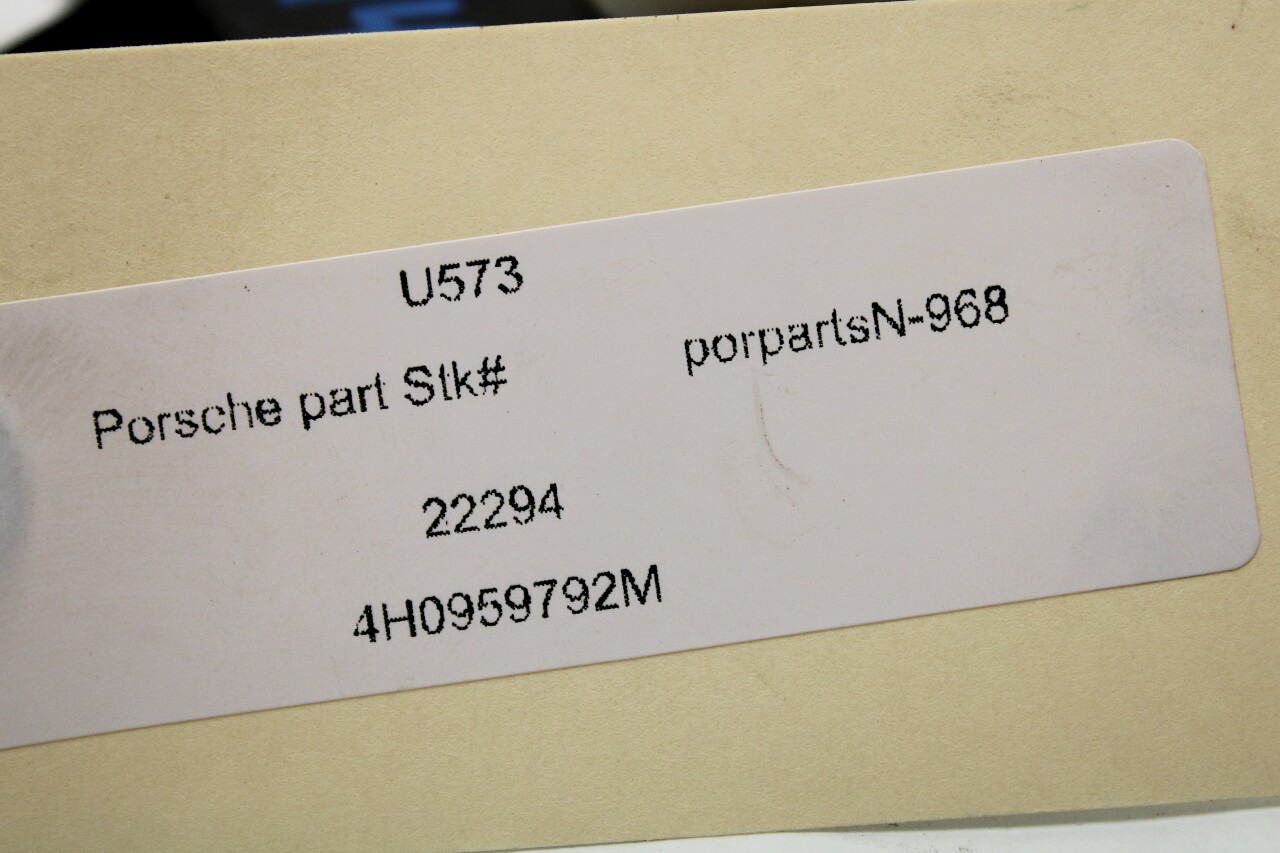 U573
Porsche part Stk# porpartsN-968
22294
4H0959792M